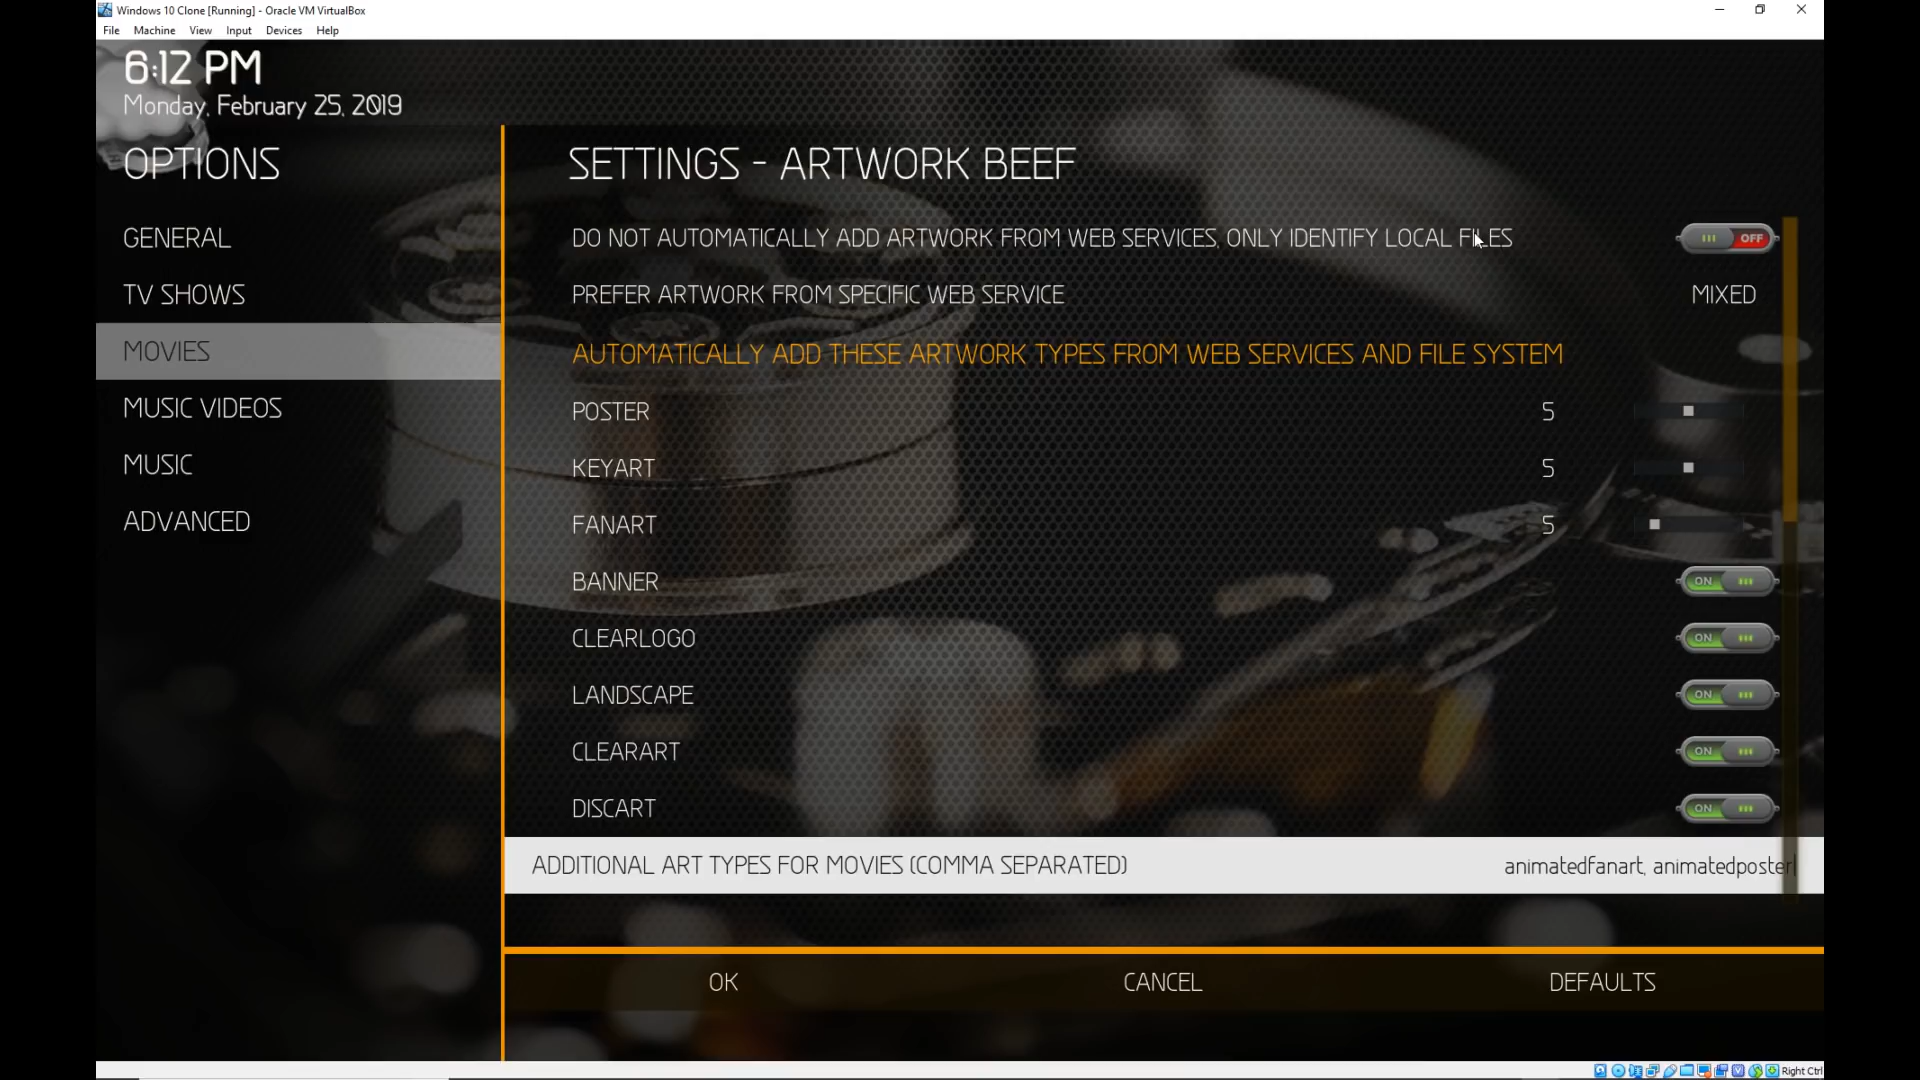 Windows 10 Clone [Running] - Oracle VM VirtualBox
File Machine View Input Devices Help
6:12 PM
Monday, February 25, 2019
OPTIONS
GENERAL
TV SHOWS
MOVIES
MUSIC VIDEOS
MUSIC
ADVANCED
SETTINGS - ARTWORK BEEF
DO NOT AUTOMATICALLY ADD ARTWORK FROM WEB SERVICES, ONLY IDENTIFY LOCAL FILES OFF
PREFER ARTWORK FROM SPECIFIC WEB SERVICE MIXED
AUTOMATICALLY ADD THESE ARTWORK TYPES FROM WEB SERVICES AND FILE SYSTEM
POSTER 5
KEYART 5
FANART 5
BANNER ON
CLEARLOGO ON
LANDSCAPE ON
CLEARART ON
DISCART ON
ADDITIONAL ART TYPES FOR MOVIES (COMMA SEPARATED) animatedfanart, animatedposter
OK CANCEL DEFAULTS
Right Ctrl